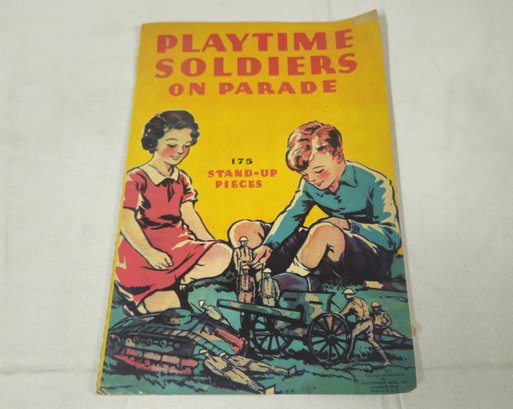 PLAYTIME
SOLDIERS
ON PARADE
175
STAND-UP
PIECES